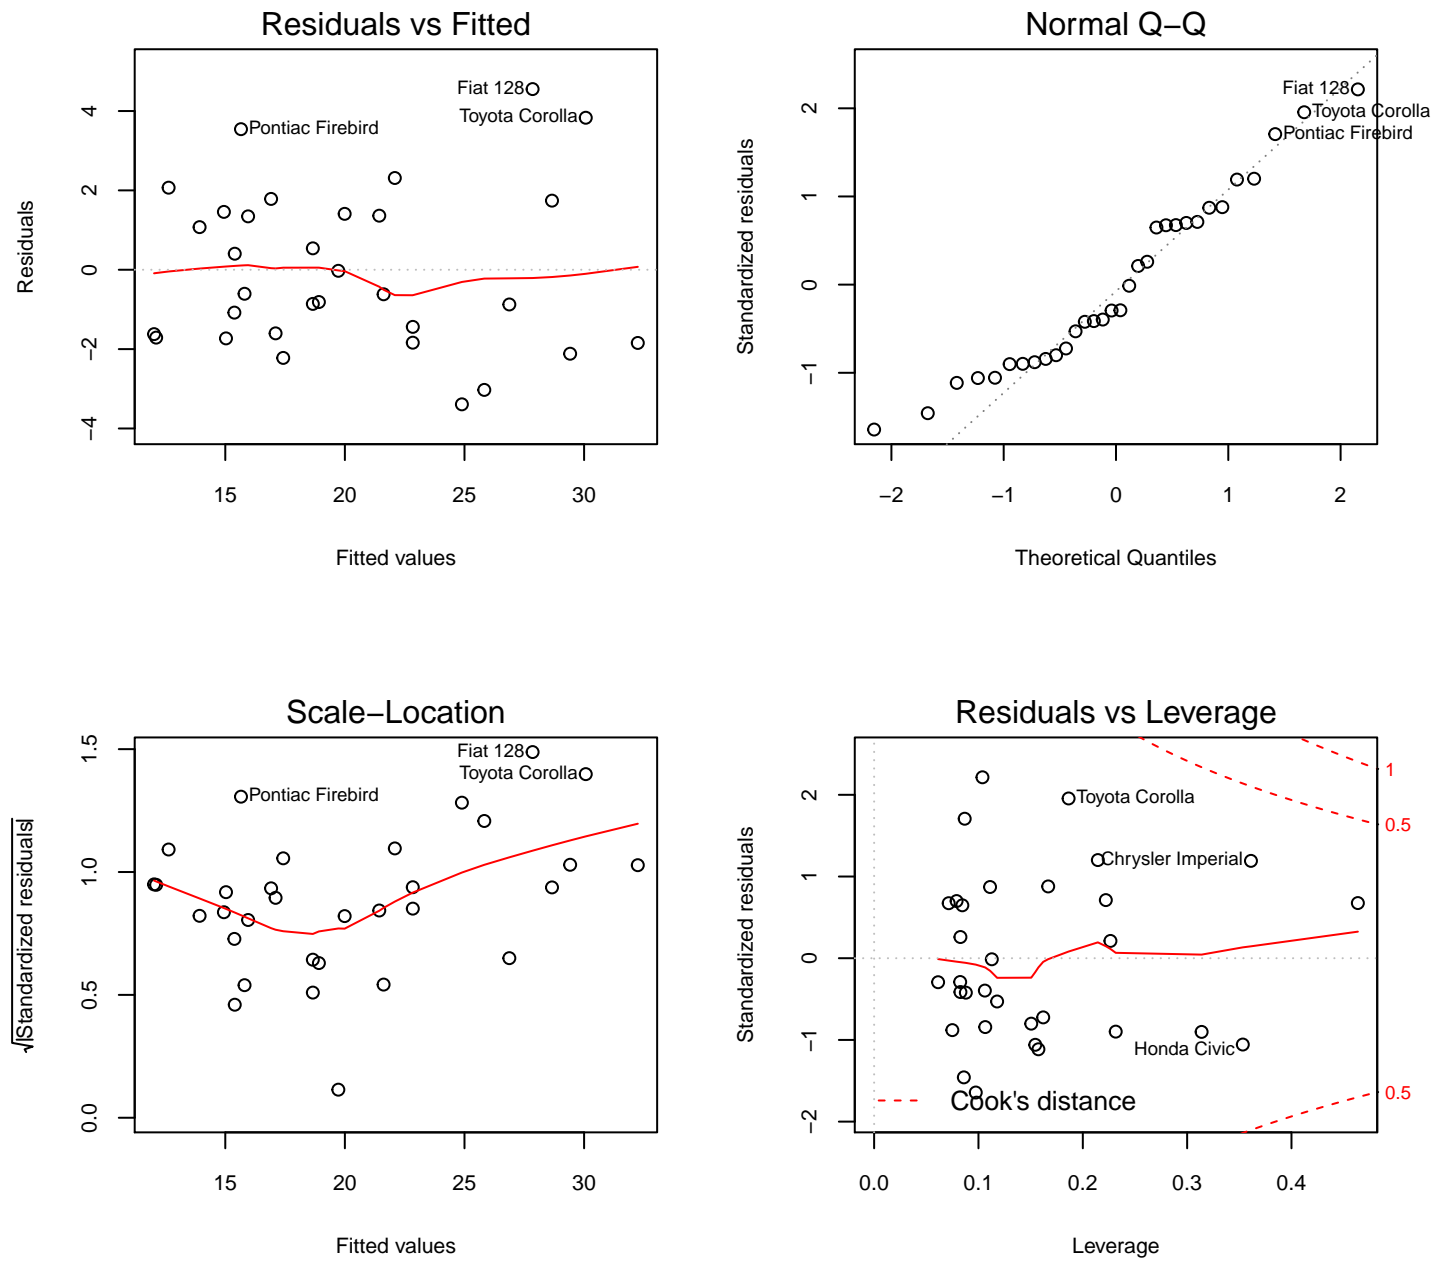 Residuals vs Fitted
Fiat 128
Toyota Corolla
Pontiac Firebird
4
2
0
−2
−4
Residuals
15 20 25 30
Fitted values
Normal Q−Q
Fiat 128
Toyota Corolla
Pontiac Firebird
2
1
0
−1
Standardized residuals
−2 −1 0 1 2
Theoretical Quantiles
Scale−Location
Fiat 128
Toyota Corolla
Pontiac Firebird
1.5
1.0
0.5
0.0
√|Standardized residuals|
15 20 25 30
Fitted values
Residuals vs Leverage
1
0.5
Toyota Corolla
Chrysler Imperial
Honda Civic
0.5
Cook's distance
2
1
0
−1
−2
Standardized residuals
0.0 0.1 0.2 0.3 0.4
Leverage